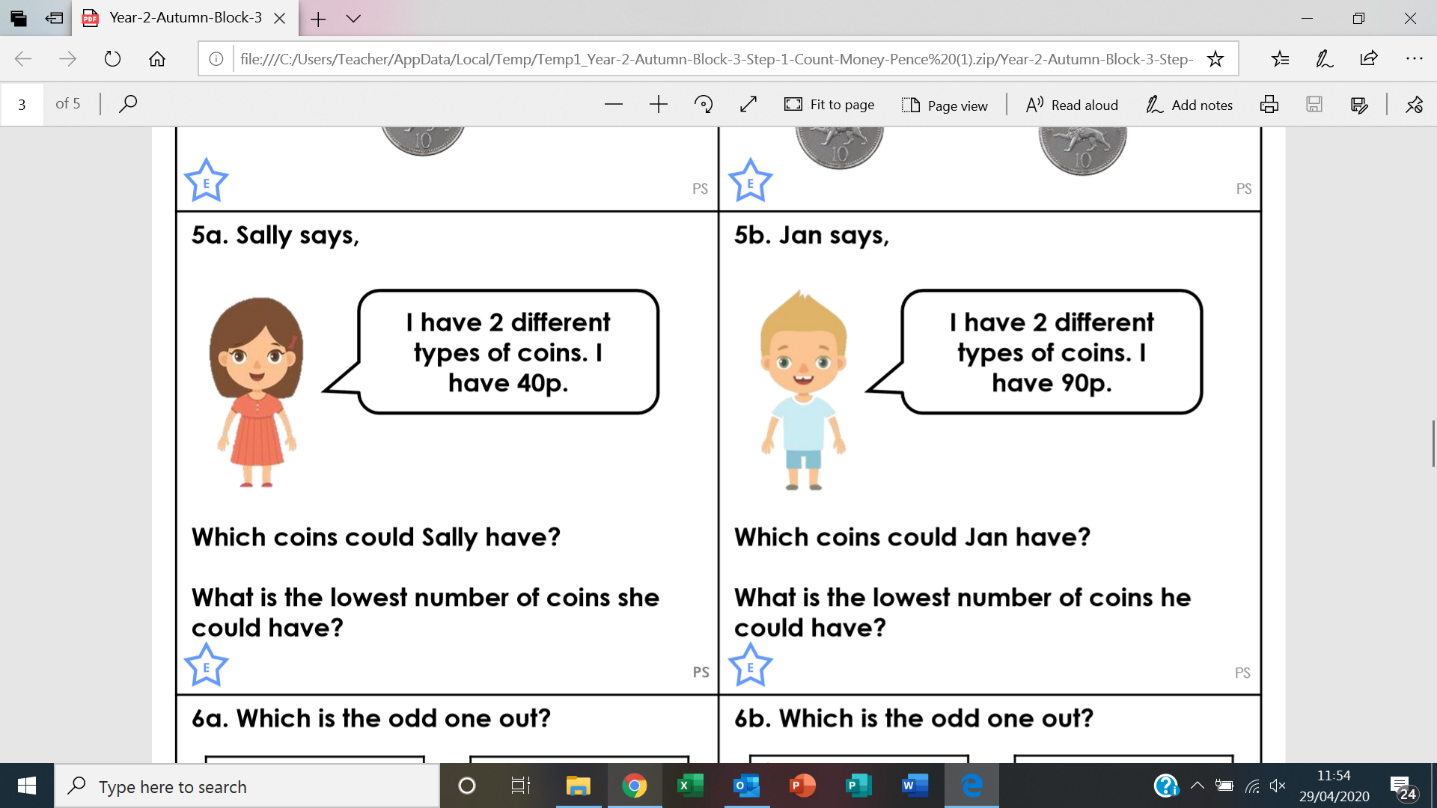 Year-2-Autumn-Block-3
file:///C:/Users/Teacher/AppData/Local/Temp/Temp1_Year-2-Autumn-Block-3-Step-1-Count-Money-Pence%20(1).zip/Year-2-Autumn-Block-3-Step-
3 of 5
Fit to page
Page view
Read aloud
Add notes
10
10
10
E
PS
E
PS
5a. Sally says,
I have 2 different
types of coins. I
have 40p.
Which coins could Sally have?
What is the lowest number of coins she
could have?
E
PS
5b. Jan says,
I have 2 different
types of coins. I
have 90p.
Which coins could Jan have?
What is the lowest number of coins he
could have?
E
PS
6a. Which is the odd one out?
6b. Which is the odd one out?
Type here to search
11:54
29/04/2020
24